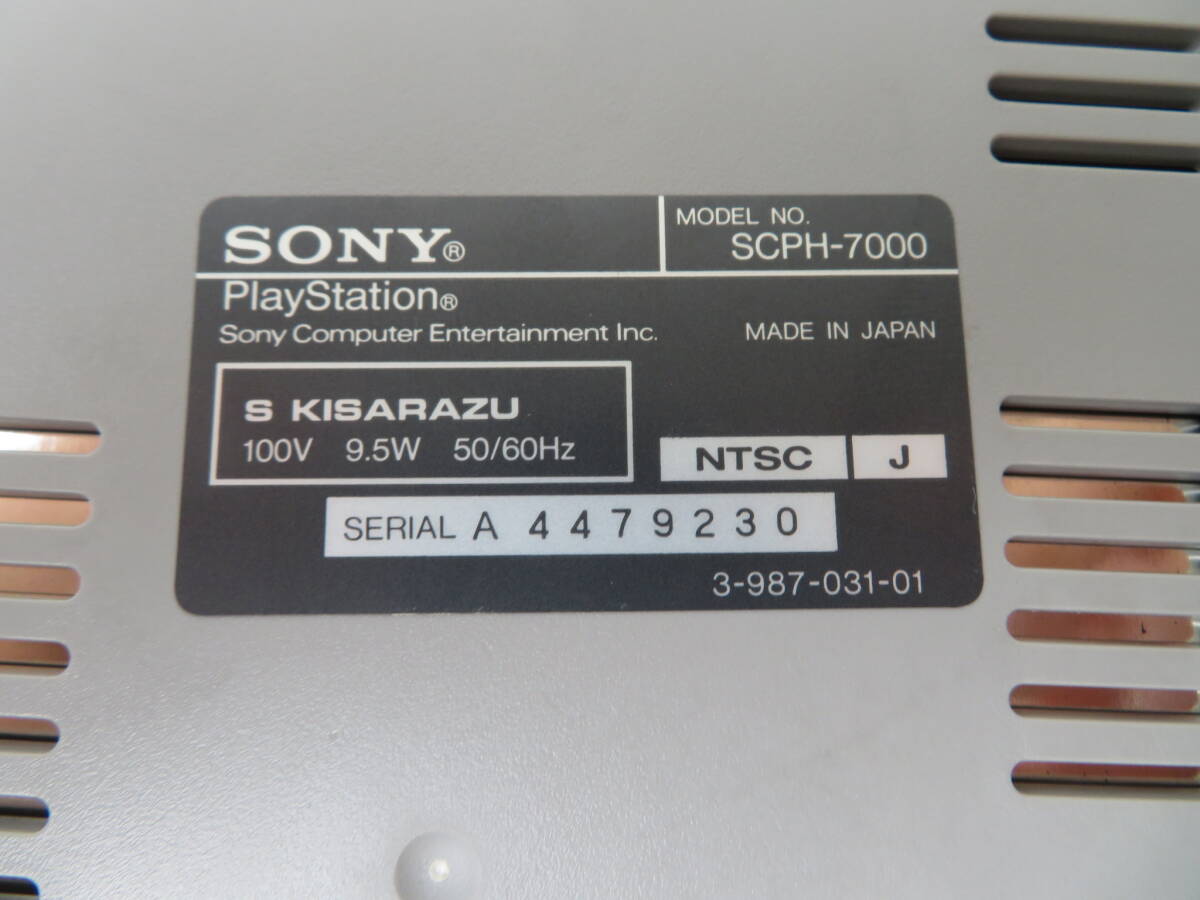 SONY®
MODEL NO.
SCPH-7000
PlayStation®
Sony Computer Entertainment Inc.
MADE IN JAPAN
S KISARAZU
100V 9.5W 50/60Hz
NTSC J
SERIAL A 4479230
3-987-031-01